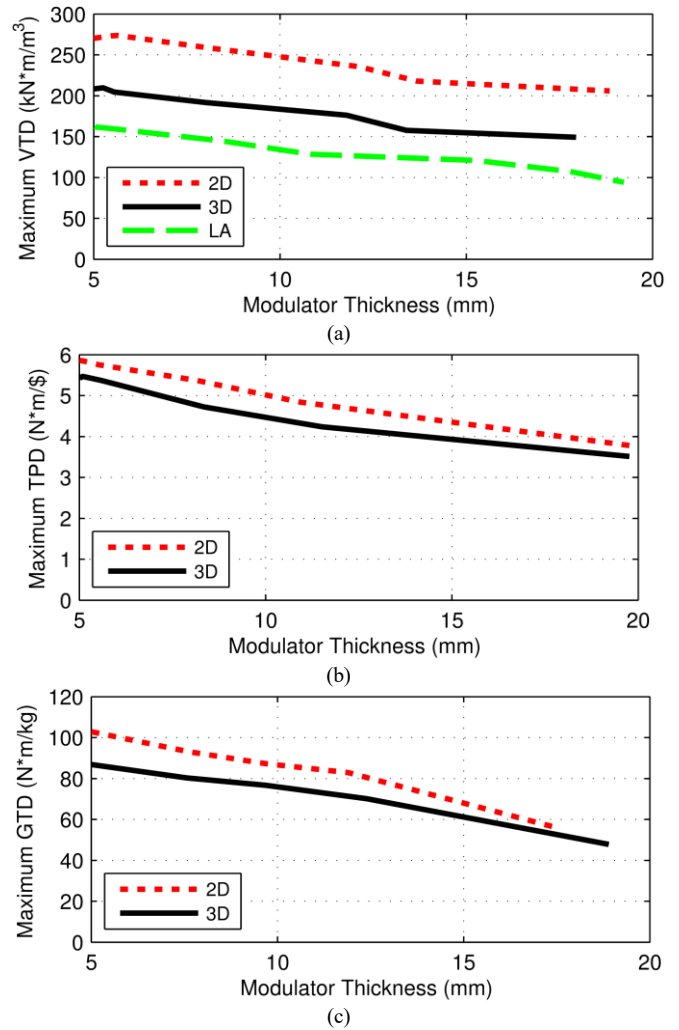 300
250
200
150
100
50
0
Maximum VTD (kN*m/m³)
2D
3D
LA
5 10 15 20
Modulator Thickness (mm)
(a)
6
5
4
3
2
1
0
Maximum TPD (N*m/$)
2D
3D
5 10 15 20
Modulator Thickness (mm)
(b)
120
100
80
60
40
20
0
Maximum GTD (N*m/kg)
2D
3D
5 10 15 20
Modulator Thickness (mm)
(c)